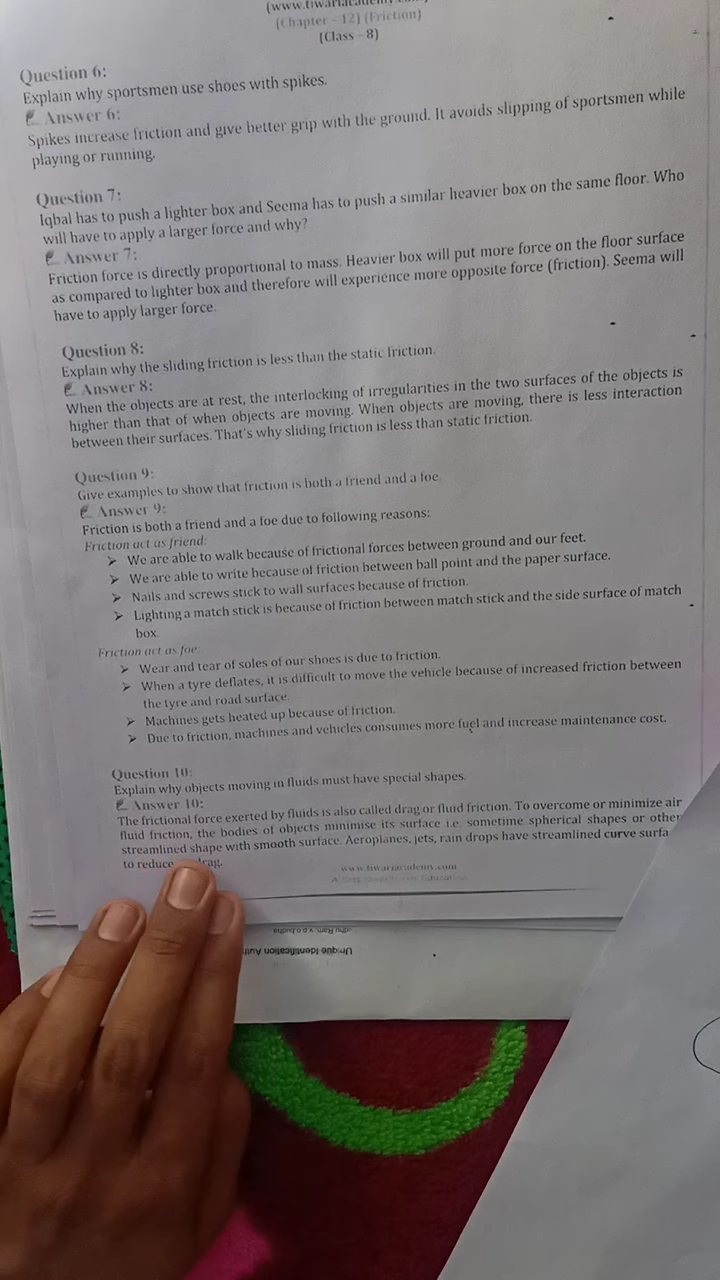 (www.tiwariacademy.com)
(Chapter - 12) (Friction)
(Class - 8)
Question 6:
Explain why sportsmen use shoes with spikes.
Answer 6:
Spikes increase friction and give better grip with the ground. It avoids slipping of sportsmen while
playing or running.
Question 7:
Iqbal has to push a lighter box and Seema has to push a similar heavier box on the same floor. Who
will have to apply a larger force and why?
Answer 7:
Friction force is directly proportional to mass. Heavier box will put more force on the floor surface
as compared to lighter box and therefore will experience more opposite force (friction). Seema will
have to apply larger force.
Question 8:
Explain why the sliding friction is less than the static friction.
Answer 8:
When the objects are at rest, the interlocking of irregularities in the two surfaces of the objects is
higher than that of when objects are moving. When objects are moving, there is less interaction
between their surfaces. That's why sliding friction is less than static friction.
Question 9:
Give examples to show that friction is both a friend and a foe.
Answer 9:
Friction is both a friend and a foe due to following reasons:
Friction act as friend:
➢ We are able to walk because of frictional forces between ground and our feet.
➢ We are able to write because of friction between ball point and the paper surface.
➢ Nails and screws stick to wall surfaces because of friction.
➢ Lighting a match stick is because of friction between match stick and the side surface of match
box.
Friction act as foe:
➢ Wear and tear of soles of our shoes is due to friction.
➢ When a tyre deflates, it is difficult to move the vehicle because of increased friction between
the tyre and road surface.
➢ Machines gets heated up because of friction.
➢ Due to friction, machines and vehicles consumes more fuel and increase maintenance cost.
Question 10:
Explain why objects moving in fluids must have special shapes.
Answer 10:
The frictional force exerted by fluids is also called drag or fluid friction. To overcome or minimize air
fluid friction, the bodies of objects minimise its surface i.e. sometime spherical shapes or other
streamlined shape with smooth surface. Aeroplanes, jets, rain drops have streamlined curve surfa
to reduce drag.
www.tiwariacademy.com
Unique Identification Auth